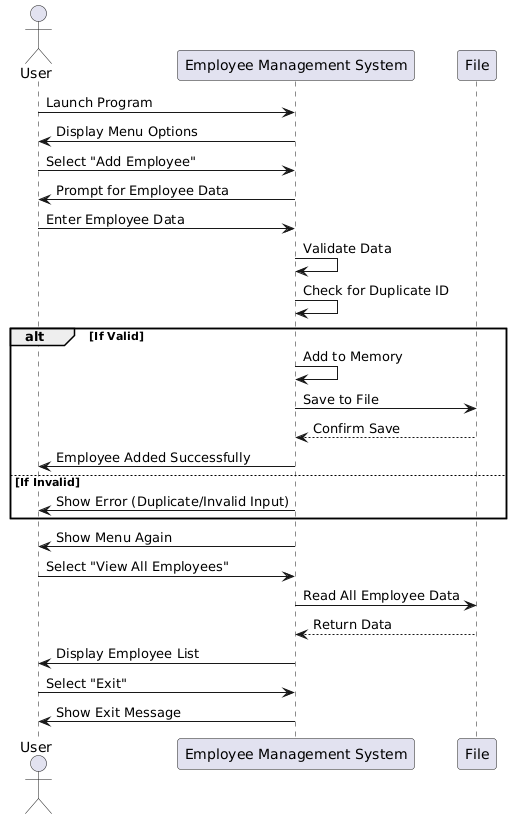 User
Employee Management System
File
Launch Program
Display Menu Options
Select "Add Employee"
Prompt for Employee Data
Enter Employee Data
Validate Data
Check for Duplicate ID
alt [If Valid]
Add to Memory
Save to File
Confirm Save
Employee Added Successfully
[If Invalid]
Show Error (Duplicate/Invalid Input)
Show Menu Again
Select "View All Employees"
Read All Employee Data
Return Data
Display Employee List
Select "Exit"
Show Exit Message
User
Employee Management System
File